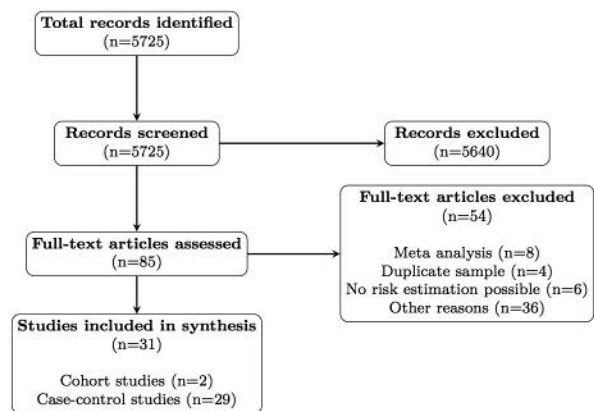 Total records identified
(n=5725)
Records screened
(n=5725)
Records excluded
(n=5640)
Full-text articles assessed
(n=85)
Full-text articles excluded
(n=54)
Meta analysis (n=8)
Duplicate sample (n=4)
No risk estimation possible (n=6)
Other reasons (n=36)
Studies included in synthesis
(n=31)
Cohort studies (n=2)
Case-control studies (n=29)